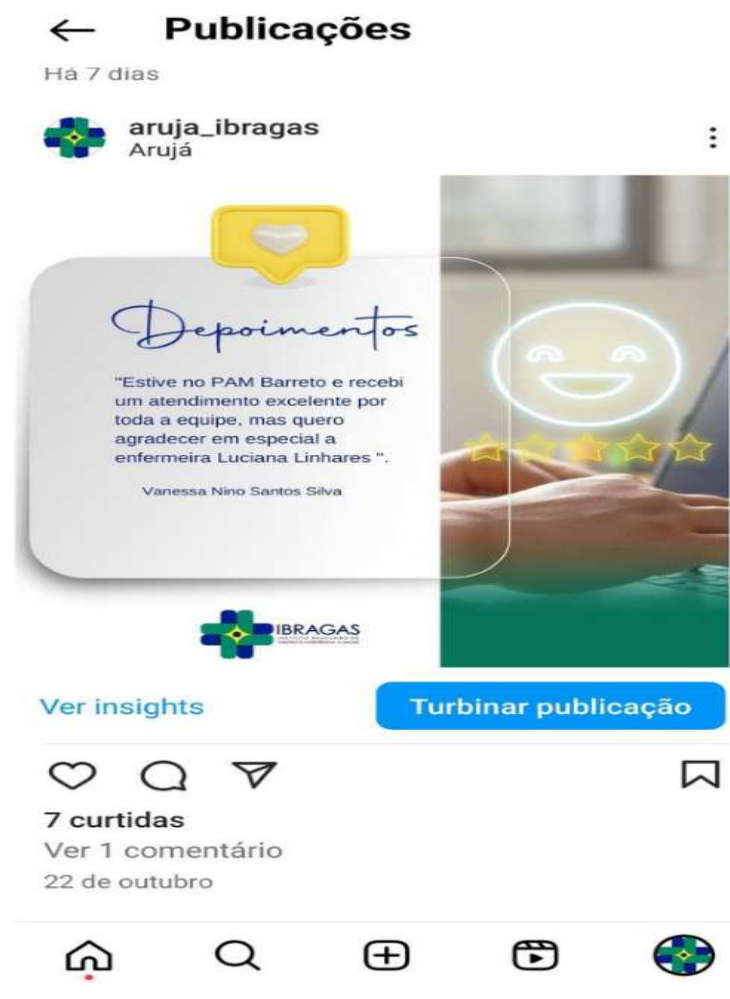 Publicações
Há 7 dias
aruja_ibragas
Arujá
Depoimentos
"Estive no PAM Barreto e recebi
um atendimento excelente por
toda a equipe, mas quero
agradecer em especial a
enfermeira Luciana Linhares ".
Vanessa Nino Santos Silva
IBRAGAS
Ver insights
Turbinar publicação
7 curtidas
Ver 1 comentário
22 de outubro